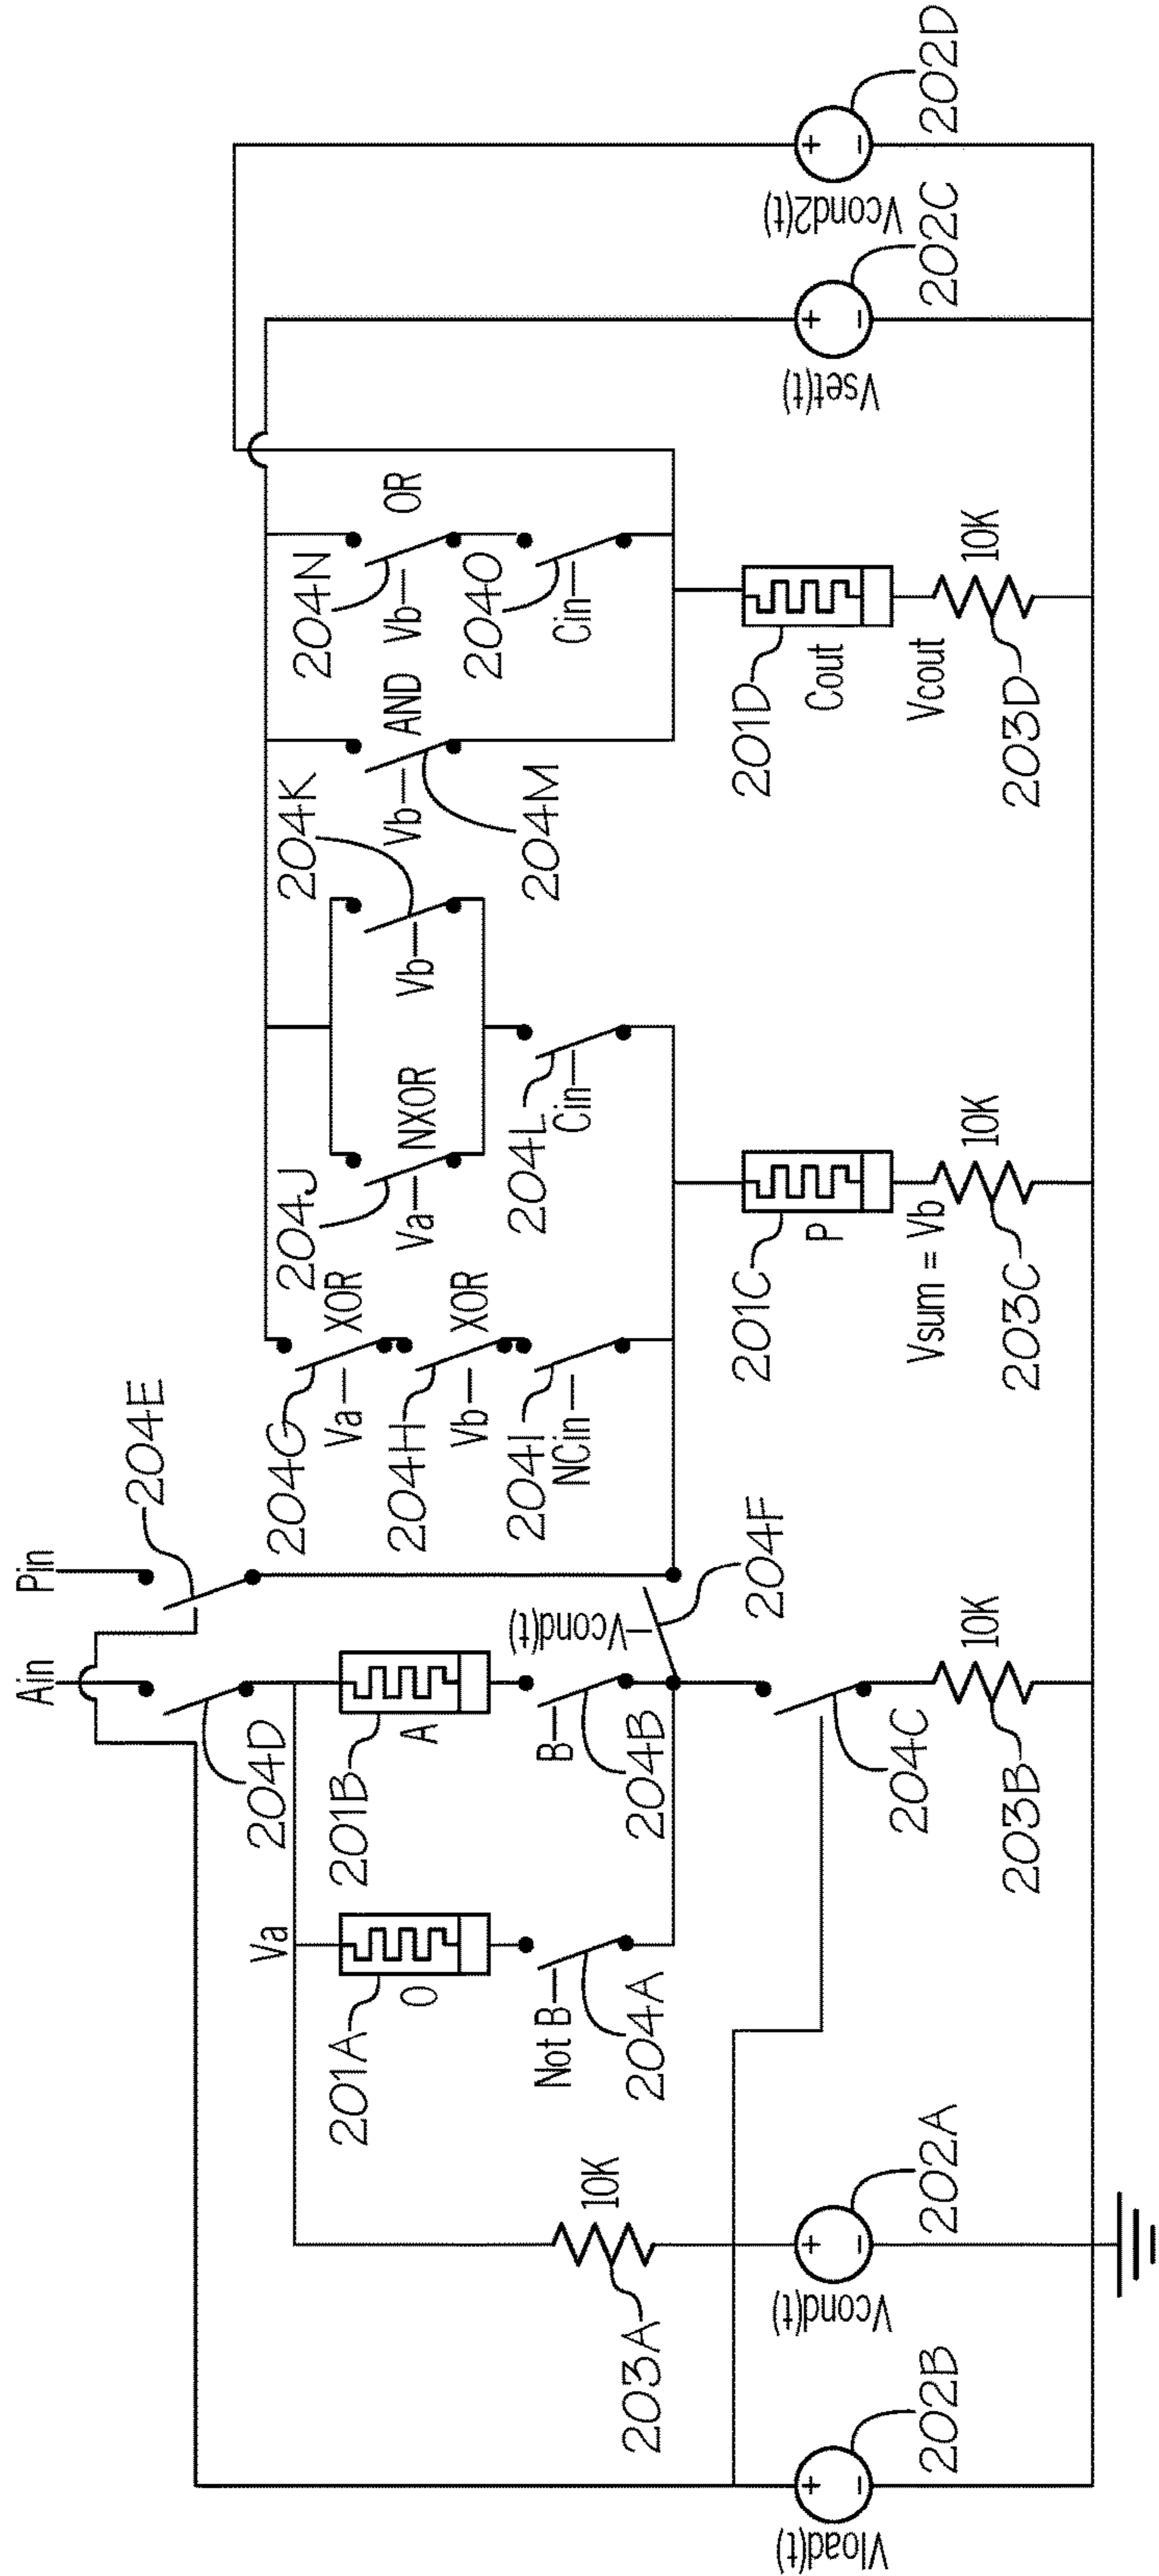 Ain
Pin
204E
204D
Va
201A
O
Not B
204A
201B
A
B
204B
Vcond(t)
204F
204C
10K
203B
203A
10K
Vload(t)
202B
Vcond(t)
202A
204G
Va
XOR
204H
Vb
XOR
204I
NCin
204J
Va
NXOR
204K
Vb
204L
Cin
Vb
AND
204M
204N
Vb
OR
204O
Cin
201C
P
Vsum = Vb
10K
203C
201D
Cout
Vcout
10K
203D
Vset(t)
202C
Vcond2(t)
202D